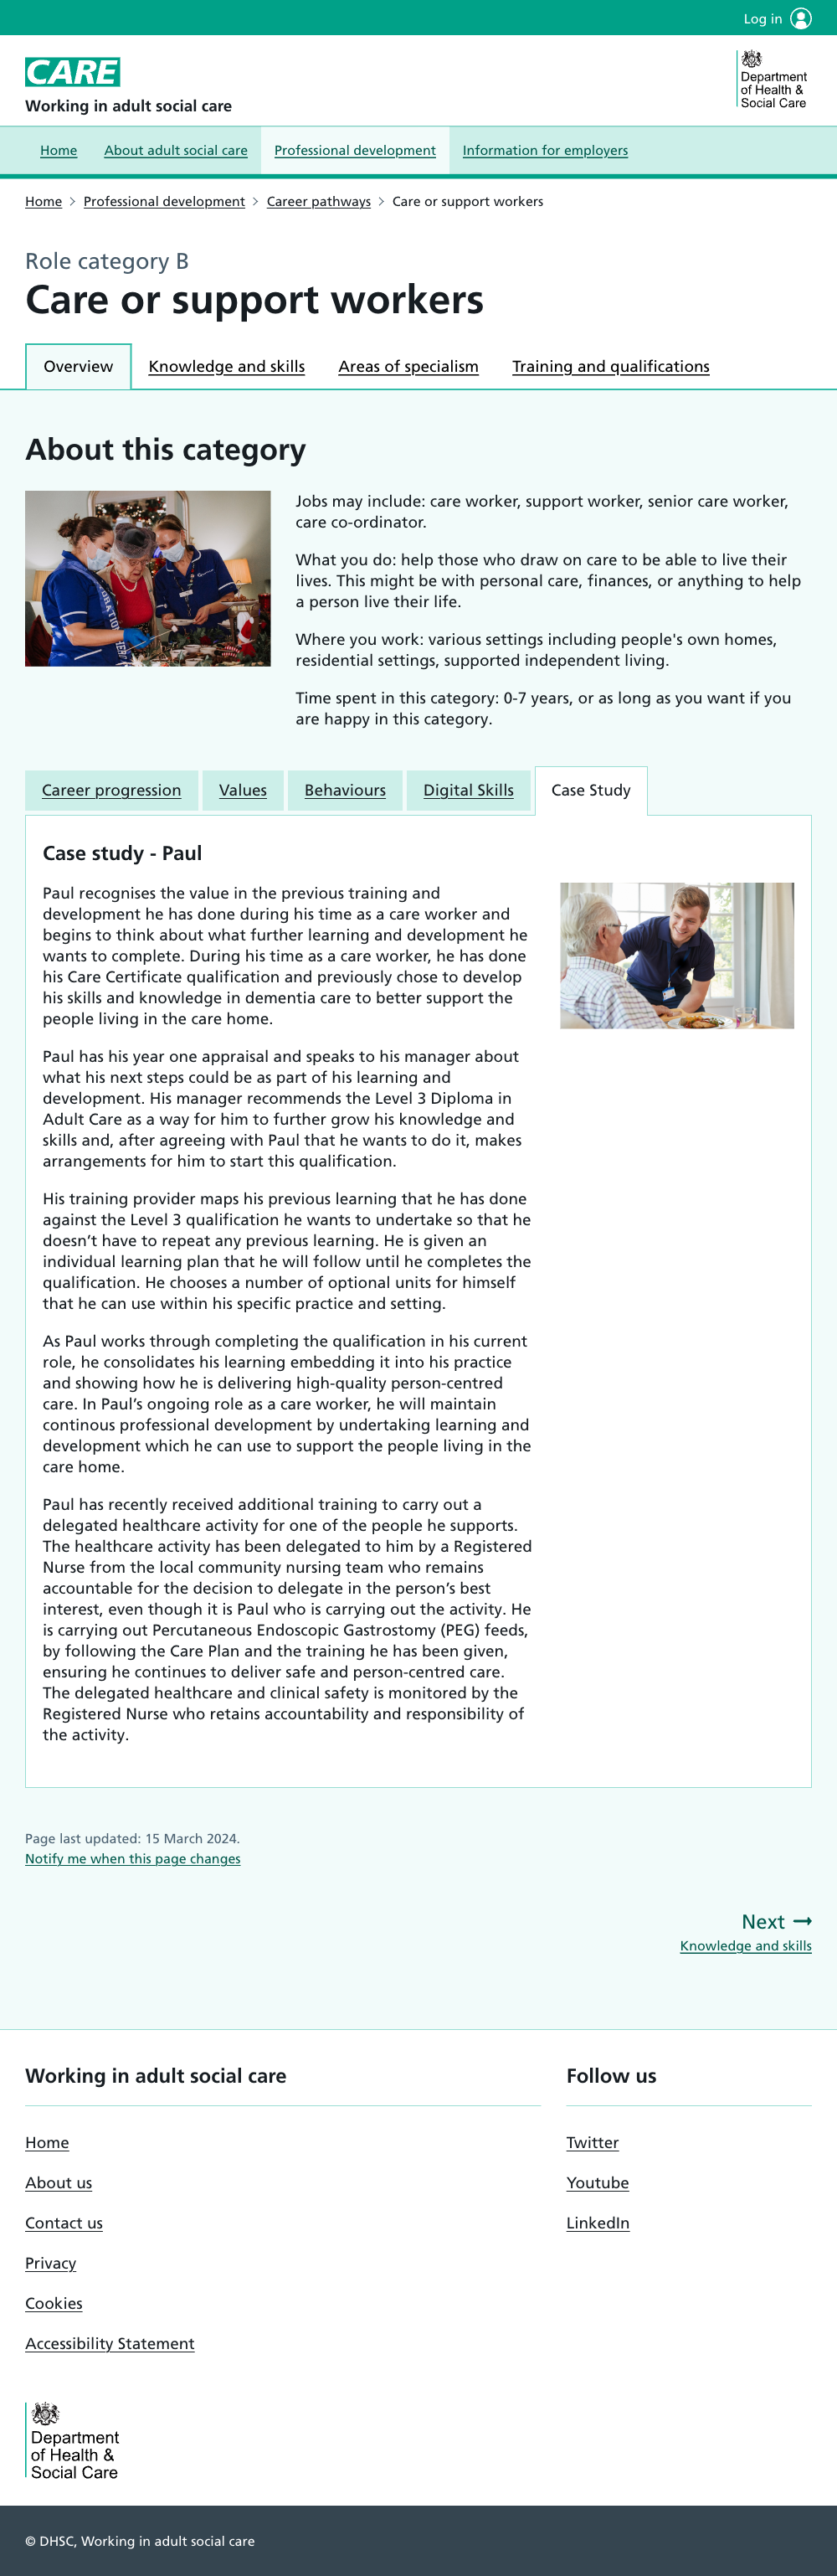 Log in
CARE
Working in adult social care
Department
of Health &
Social Care
Home
About adult social care
Professional development
Information for employers
Home
Professional development
Career pathways
Care or support workers
Role category B
Care or support workers
Overview
Knowledge and skills
Areas of specialism
Training and qualifications
About this category
Jobs may include: care worker, support worker, senior care worker,
care co-ordinator.
What you do: help those who draw on care to be able to live their
lives. This might be with personal care, finances, or anything to help
a person live their life.
Where you work: various settings including people's own homes,
residential settings, supported independent living.
Time spent in this category: 0-7 years, or as long as you want if you
are happy in this category.
Career progression
Values
Behaviours
Digital Skills
Case Study
Case study - Paul
Paul recognises the value in the previous training and
development he has done during his time as a care worker and
begins to think about what further learning and development he
wants to complete. During his time as a care worker, he has done
his Care Certificate qualification and previously chose to develop
his skills and knowledge in dementia care to better support the
people living in the care home.
Paul has his year one appraisal and speaks to his manager about
what his next steps could be as part of his learning and
development. His manager recommends the Level 3 Diploma in
Adult Care as a way for him to further grow his knowledge and
skills and, after agreeing with Paul that he wants to do it, makes
arrangements for him to start this qualification.
His training provider maps his previous learning that he has done
against the Level 3 qualification he wants to undertake so that he
doesn’t have to repeat any previous learning. He is given an
individual learning plan that he will follow until he completes the
qualification. He chooses a number of optional units for himself
that he can use within his specific practice and setting.
As Paul works through completing the qualification in his current
role, he consolidates his learning embedding it into his practice
and showing how he is delivering high-quality person-centred
care. In Paul’s ongoing role as a care worker, he will maintain
continous professional development by undertaking learning and
development which he can use to support the people living in the
care home.
Paul has recently received additional training to carry out a
delegated healthcare activity for one of the people he supports.
The healthcare activity has been delegated to him by a Registered
Nurse from the local community nursing team who remains
accountable for the decision to delegate in the person’s best
interest, even though it is Paul who is carrying out the activity. He
is carrying out Percutaneous Endoscopic Gastrostomy (PEG) feeds,
by following the Care Plan and the training he has been given,
ensuring he continues to deliver safe and person-centred care.
The delegated healthcare and clinical safety is monitored by the
Registered Nurse who retains accountability and responsibility of
the activity.
Page last updated: 15 March 2024.
Notify me when this page changes
Next
Knowledge and skills
Working in adult social care
Follow us
Home
About us
Contact us
Privacy
Cookies
Accessibility Statement
Twitter
Youtube
LinkedIn
Department
of Health &
Social Care
© DHSC, Working in adult social care